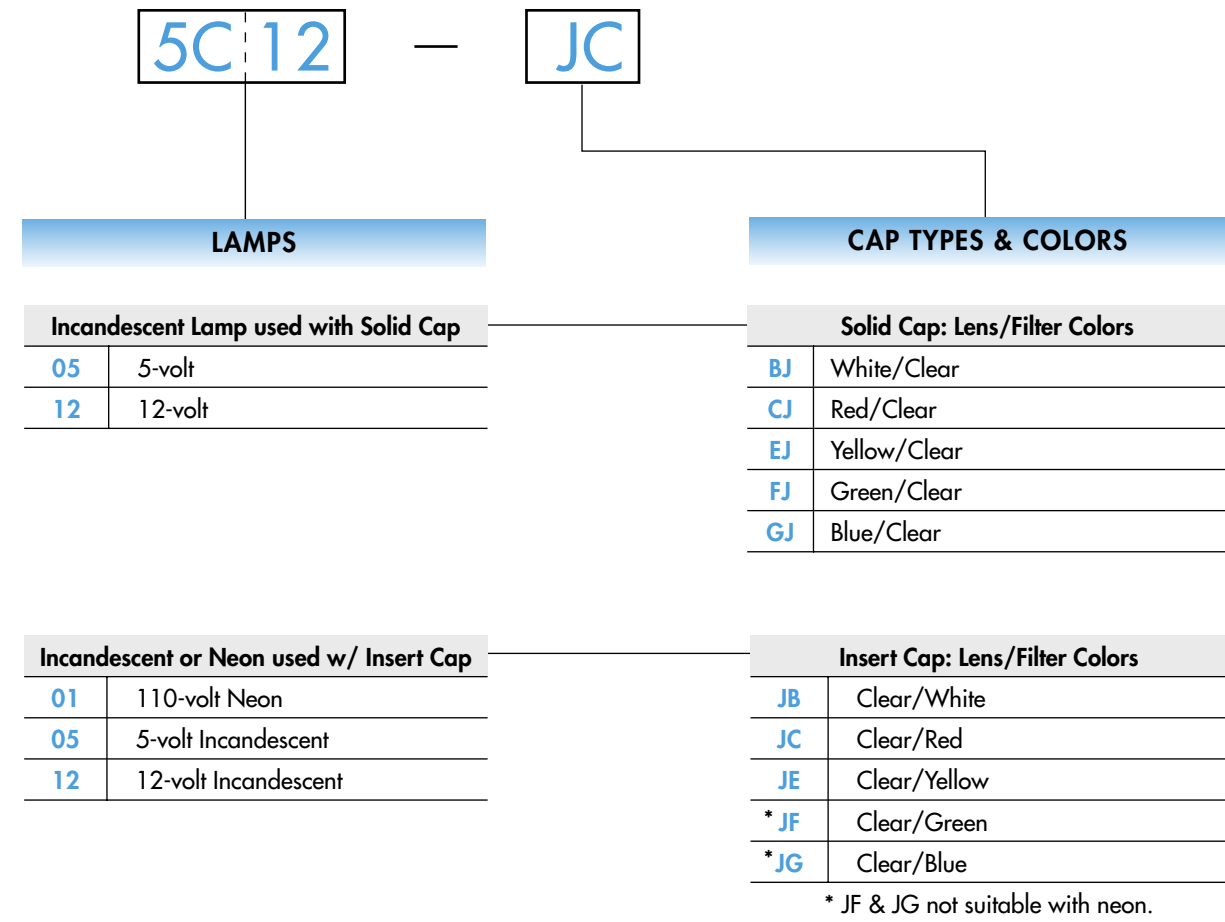 5C 12 — JC
LAMPS
CAP TYPES & COLORS
Incandescent Lamp used with Solid Cap
05 5-volt
12 12-volt
Solid Cap: Lens/Filter Colors
BJ White/Clear
CJ Red/Clear
EJ Yellow/Clear
FJ Green/Clear
GJ Blue/Clear
Incandescent or Neon used w/ Insert Cap
01 110-volt Neon
05 5-volt Incandescent
12 12-volt Incandescent
Insert Cap: Lens/Filter Colors
JB Clear/White
JC Clear/Red
JE Clear/Yellow
* JF Clear/Green
* JG Clear/Blue
* JF & JG not suitable with neon.